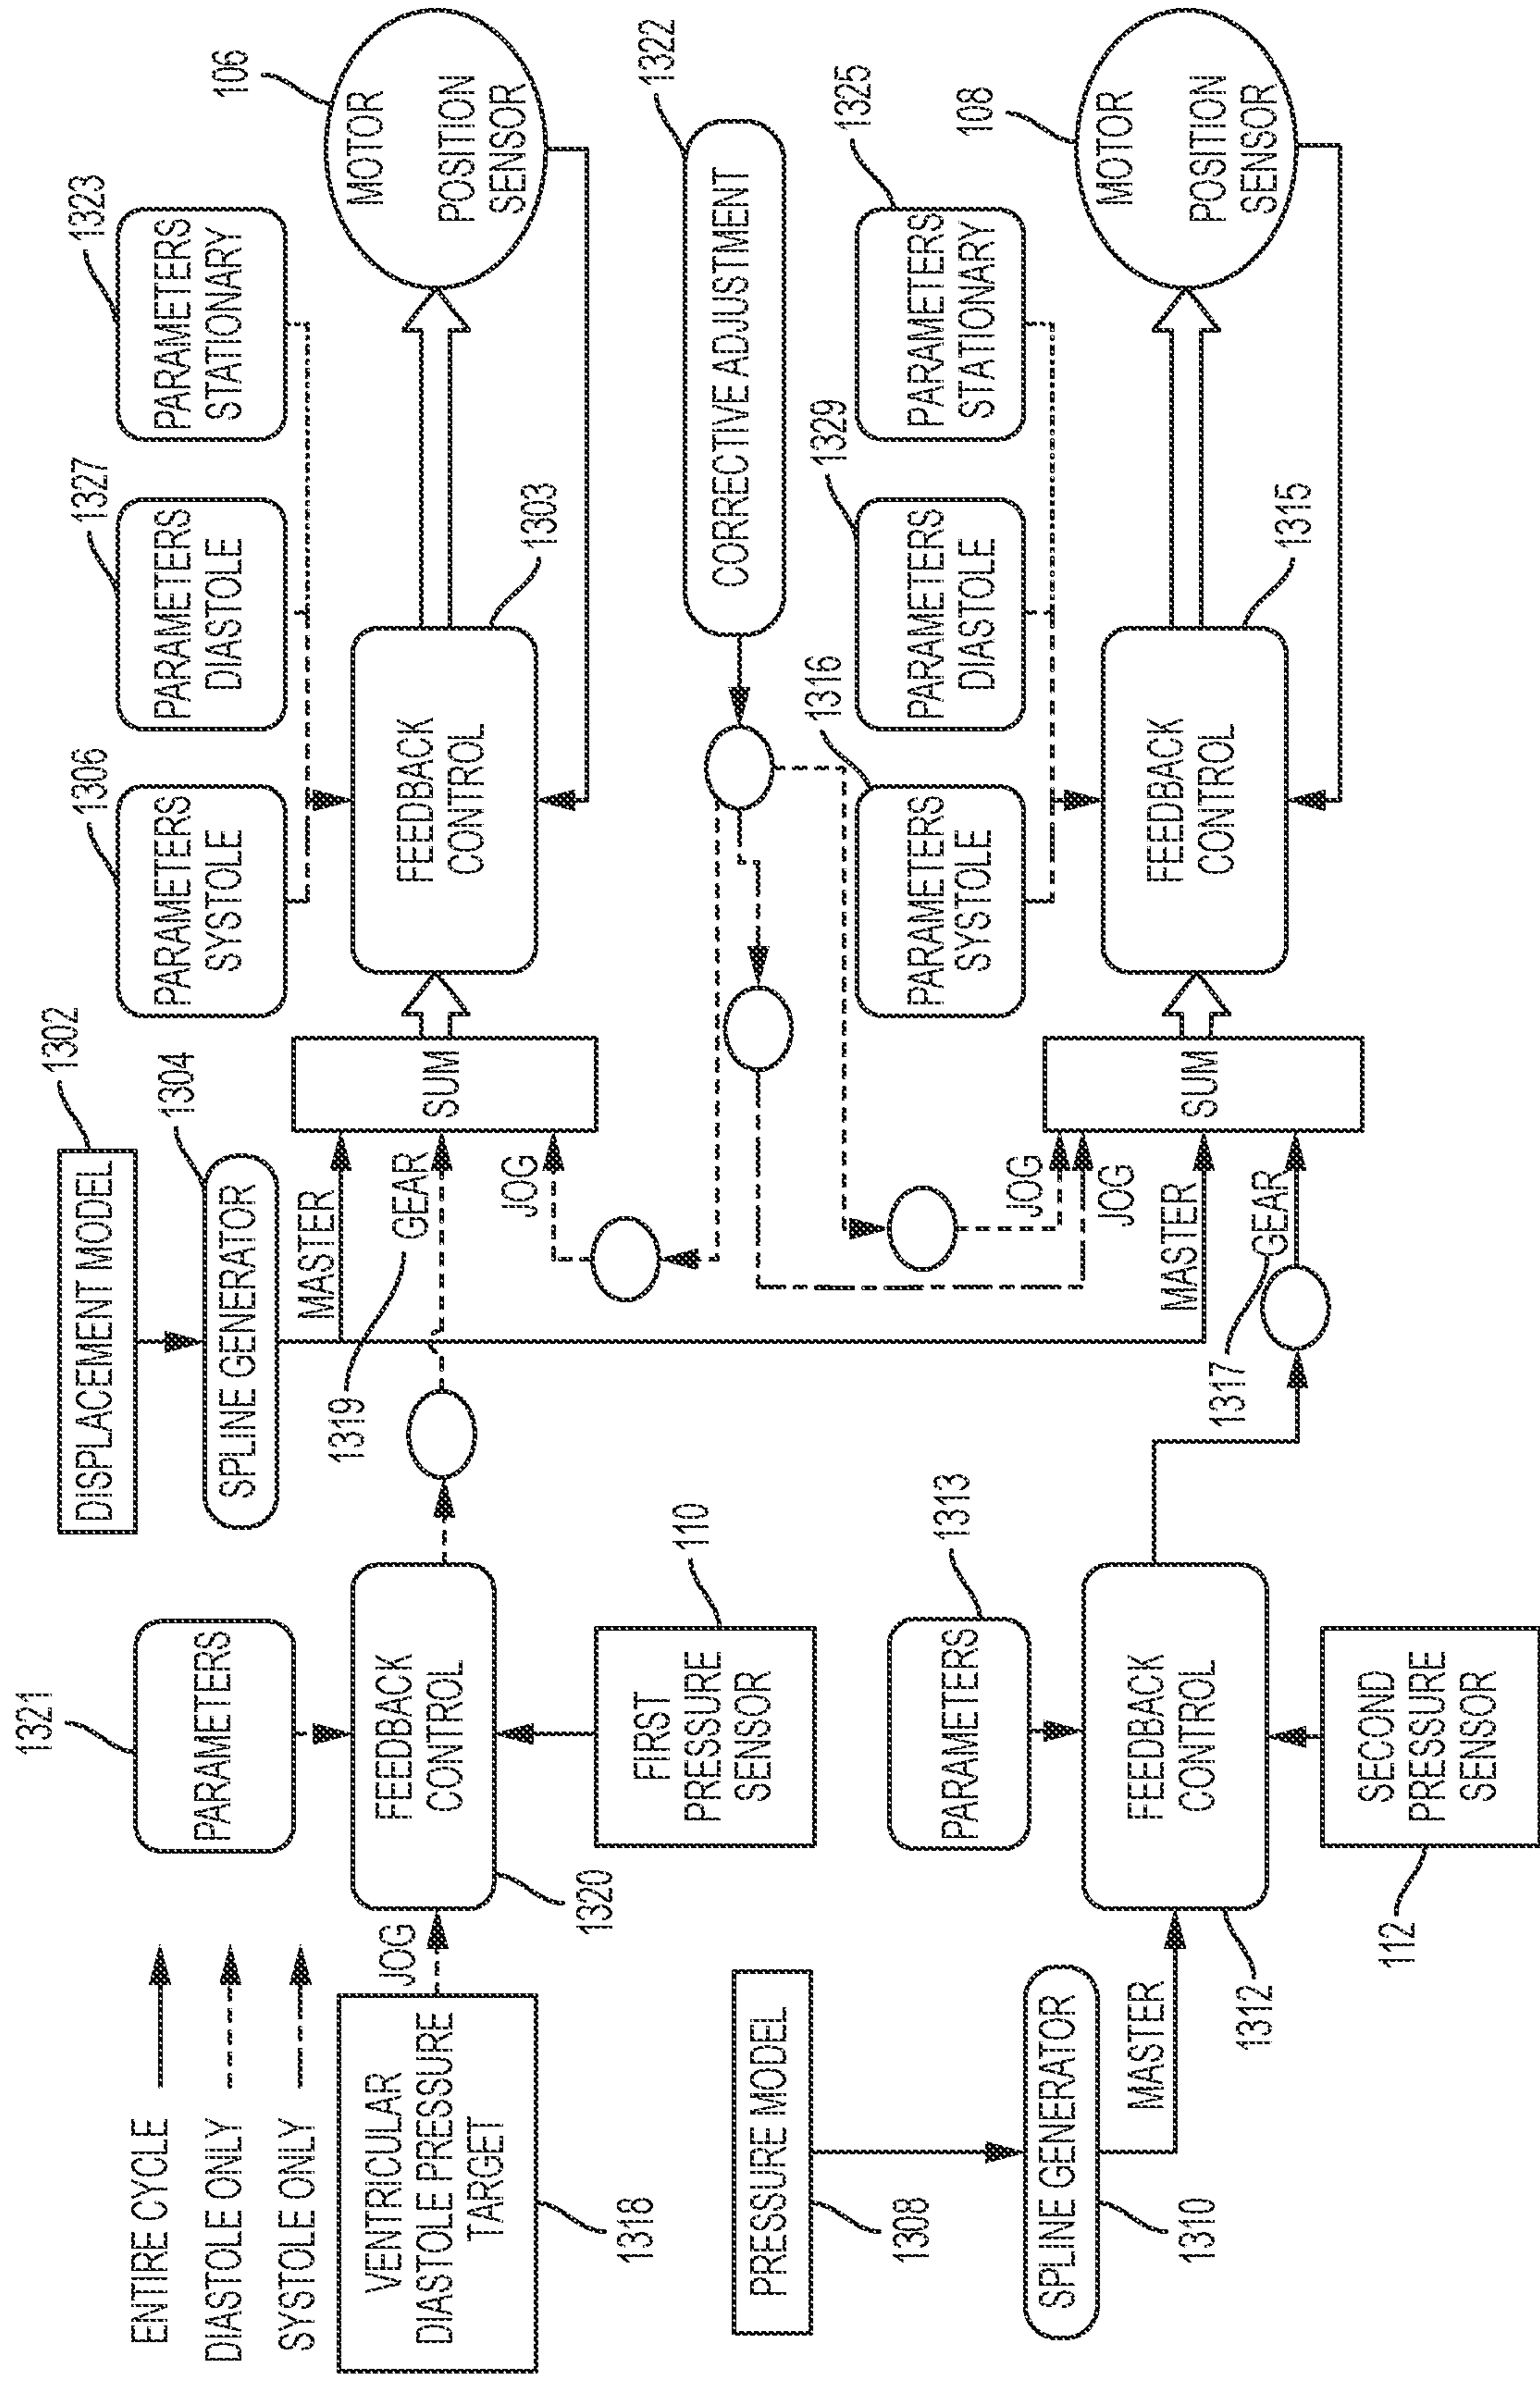 ENTIRE CYCLE
DIASTOLE ONLY
SYSTOLE ONLY
VENTRICULAR
DIASTOLE PRESSURE
TARGET
1318
JOG
1321
PARAMETERS
FEEDBACK
CONTROL
1320
FIRST
PRESSURE
SENSOR
110
1302
DISPLACEMENT MODEL
1304
SPLINE GENERATOR
MASTER
1319
GEAR
JOG
SUM
1306
PARAMETERS
SYSTOLE
1327
PARAMETERS
DIASTOLE
1323
PARAMETERS
STATIONARY
FEEDBACK
CONTROL
1303
106
MOTOR
POSITION
SENSOR
1322
CORRECTIVE ADJUSTMENT
PRESSURE MODEL
1308
SPLINE GENERATOR
1310
MASTER
1313
PARAMETERS
FEEDBACK
CONTROL
1312
SECOND
PRESSURE
SENSOR
112
JOG
JOG
MASTER
1317
GEAR
SUM
1316
PARAMETERS
SYSTOLE
1329
PARAMETERS
DIASTOLE
1325
PARAMETERS
STATIONARY
FEEDBACK
CONTROL
1315
108
MOTOR
POSITION
SENSOR